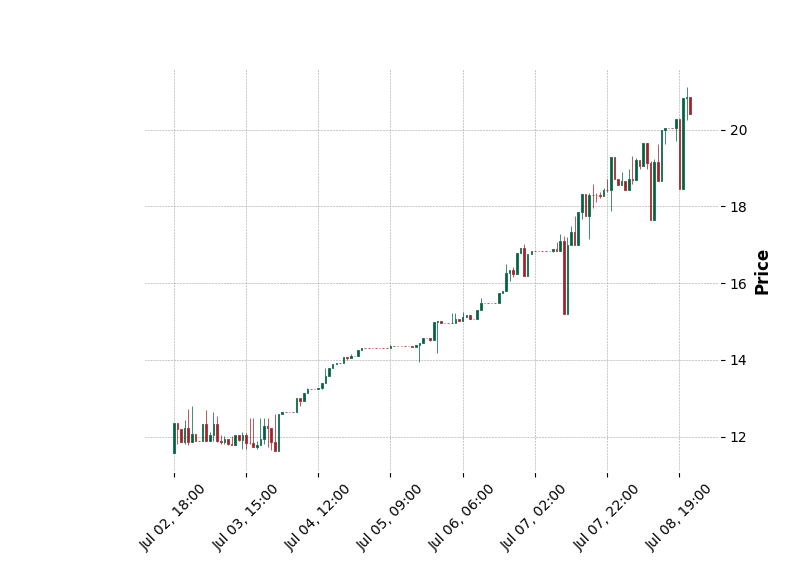 20
18
16
14
12
Price
Jul 02, 18:00
Jul 03, 15:00
Jul 04, 12:00
Jul 05, 09:00
Jul 06, 06:00
Jul 07, 02:00
Jul 07, 22:00
Jul 08, 19:00